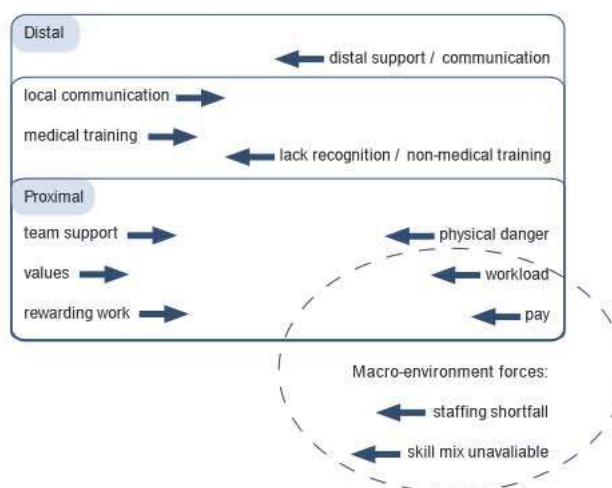 Distal
distal support / communication
local communication
medical training
lack recognition / non-medical training
Proximal
team support
physical danger
values
workload
rewarding work
pay
Macro-environment forces:
staffing shortfall
skill mix unavaliable